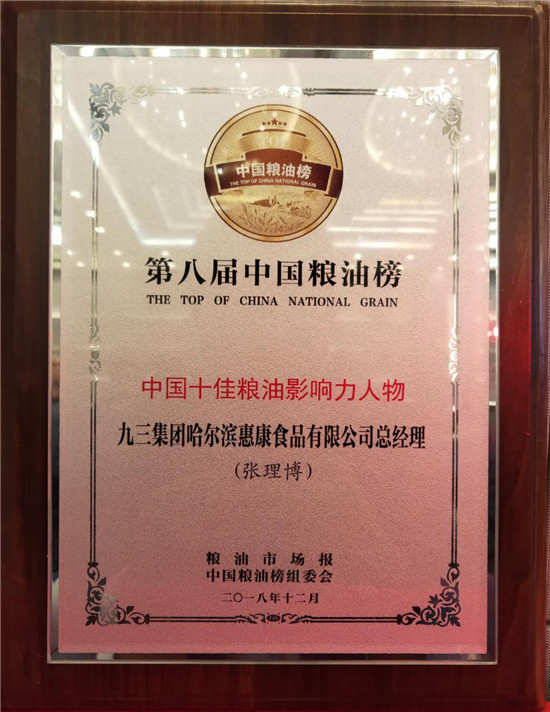 TOP
中国粮油榜
THE TOP OF CHINA NATIONAL GRAIN
第八届中国粮油榜
THE TOP OF CHINA NATIONAL GRAIN
中国十佳粮油影响力人物
九三集团哈尔滨惠康食品有限公司总经理
(张理博)
粮油市场报
中国粮油榜组委会
二〇一八年十二月